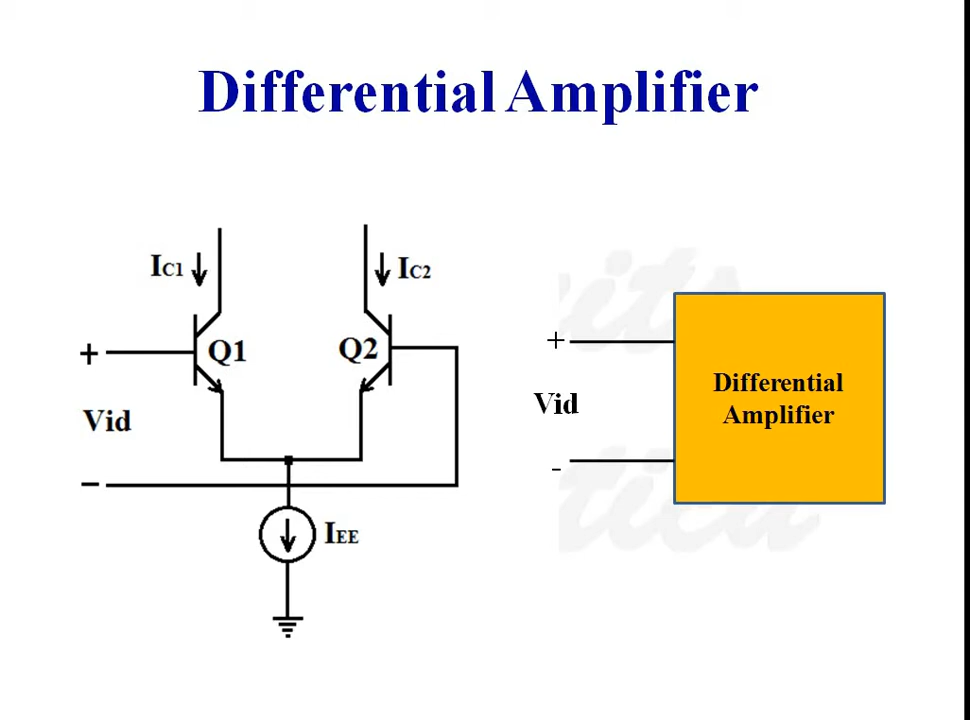 Differential Amplifier
IC1
IC2
+
Q1
Q2
Vid
−
IEE
+
Vid
-
Differential
Amplifier